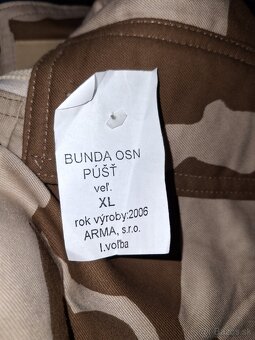 BUNDA OSN
PÚŠŤ
veľ.
XL
rok výroby:2006
ARMA, s.r.o.
I.voľba